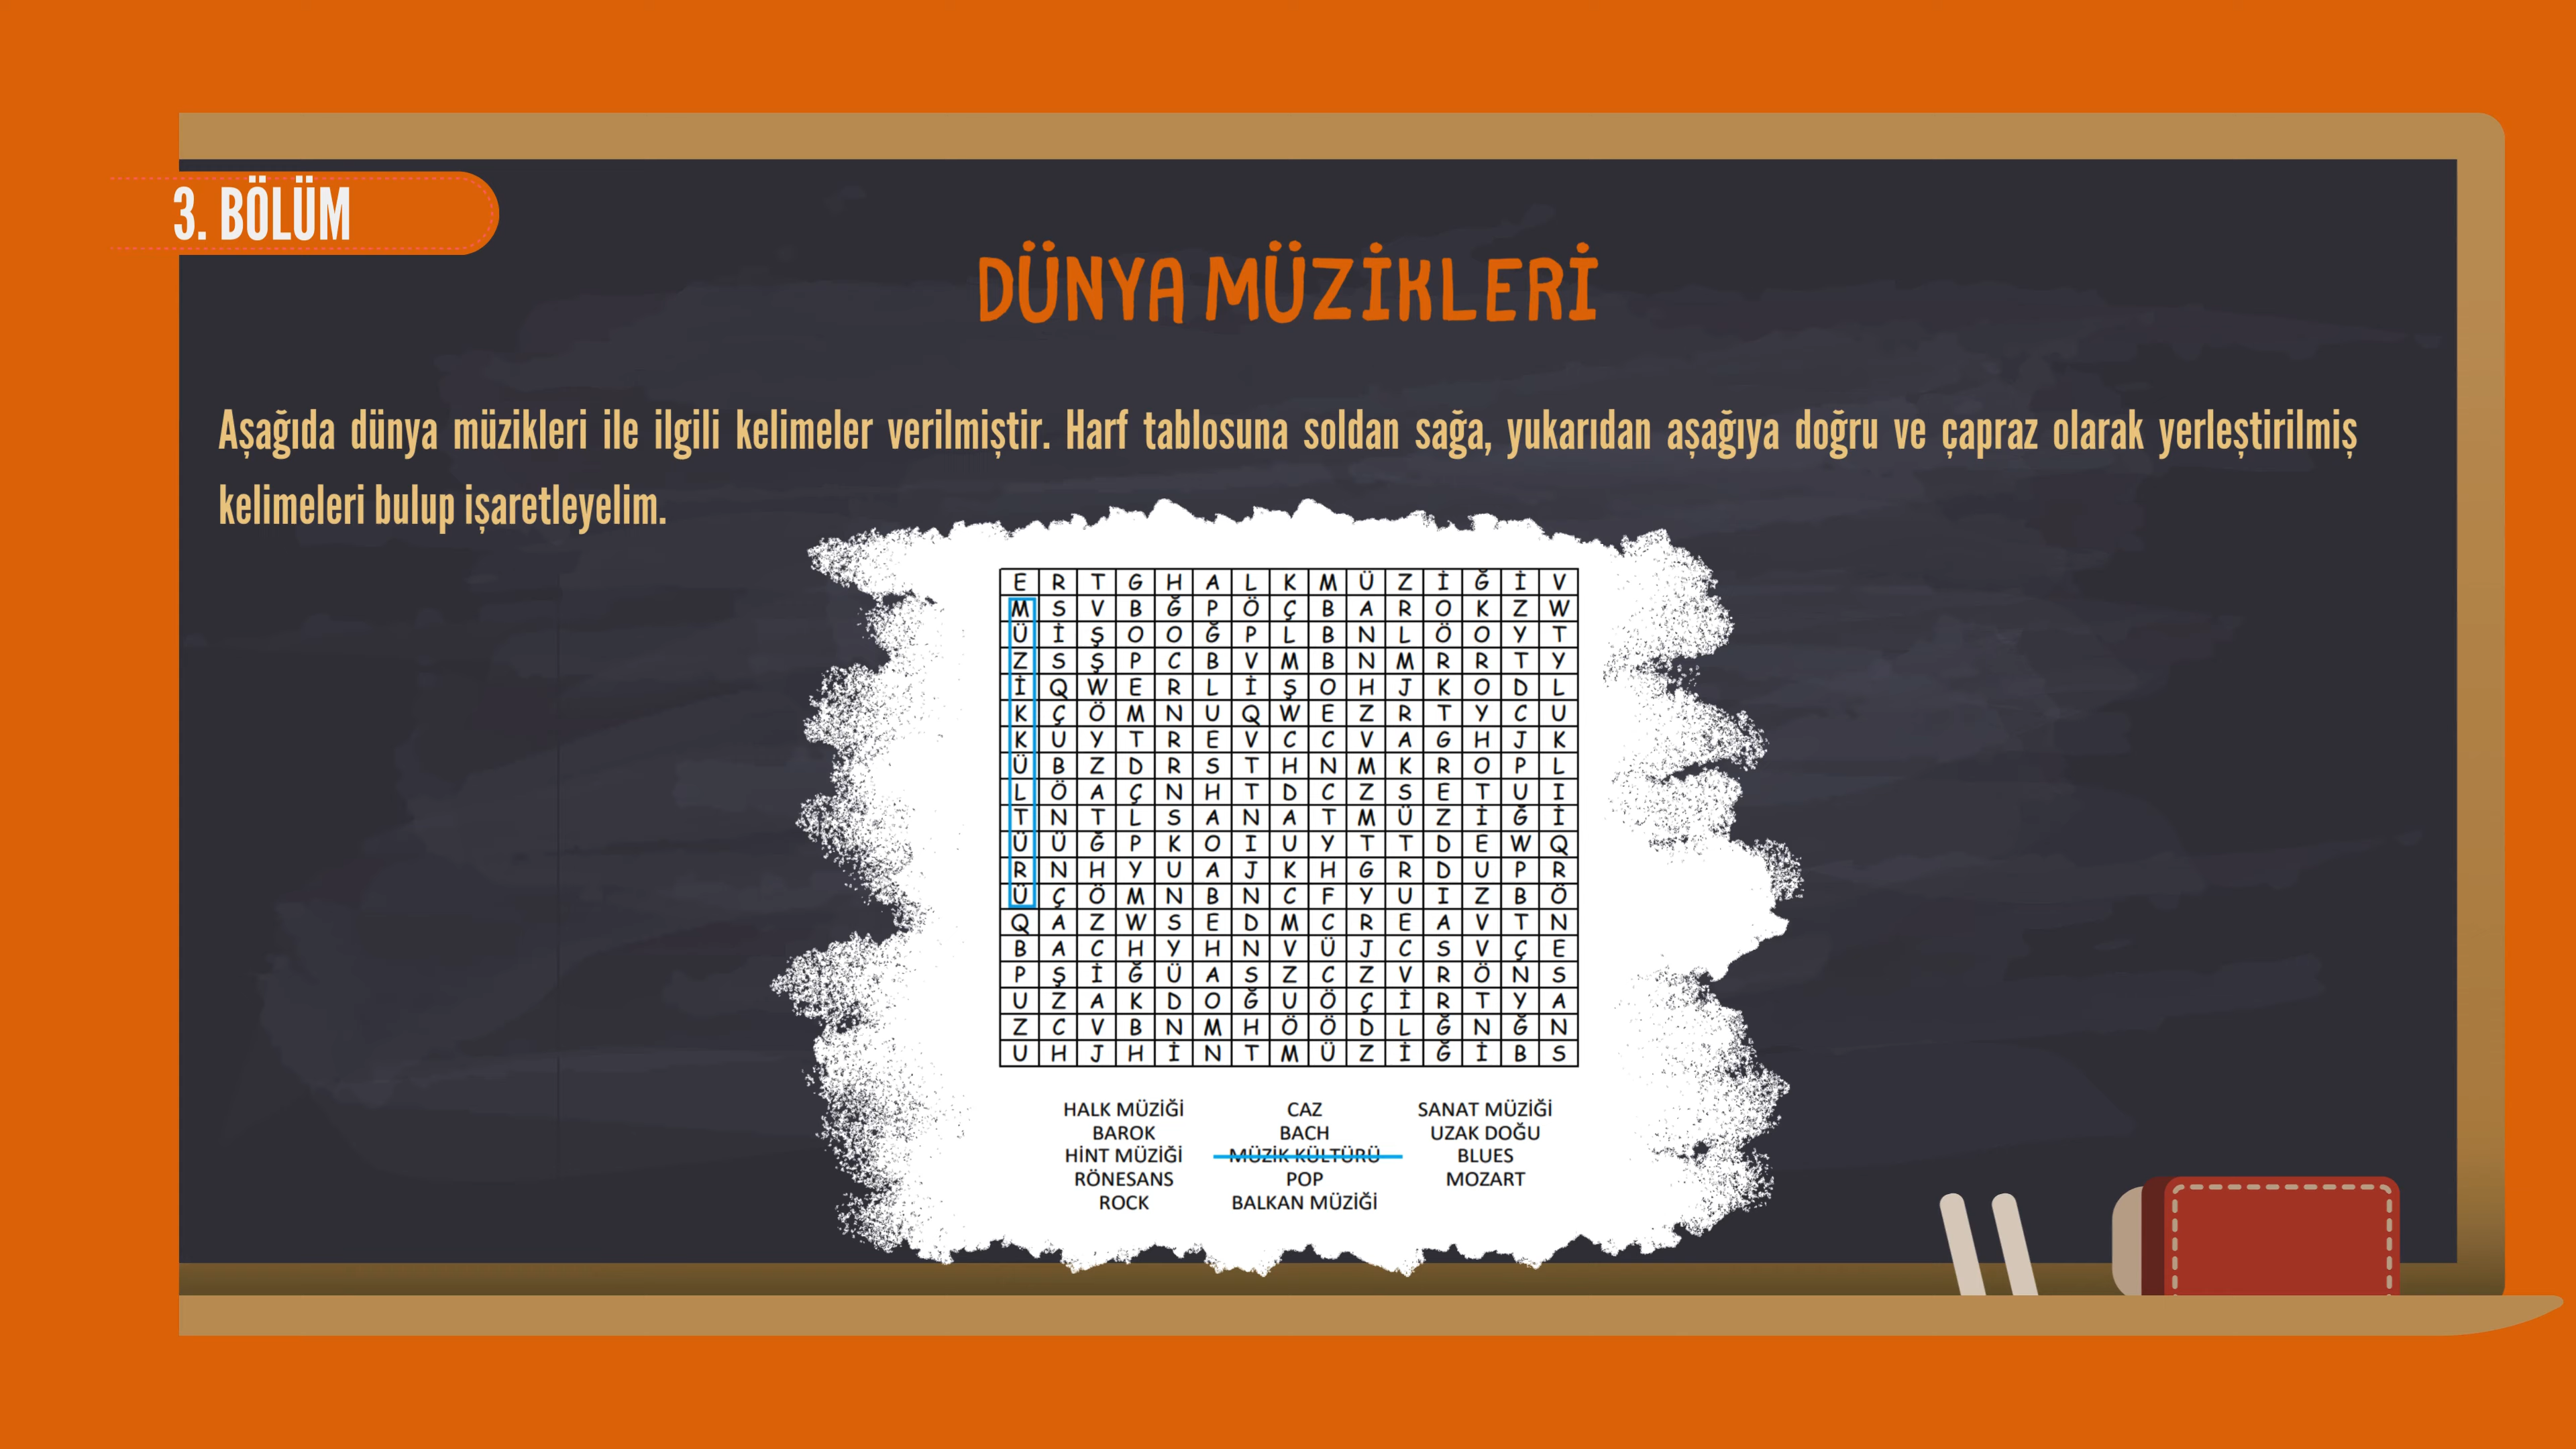 3. BÖLÜM
DÜNYA MÜZİKLERİ
Aşağıda dünya müzikleri ile ilgili kelimeler verilmiştir. Harf tablosuna soldan sağa, yukarıdan aşağıya doğru ve çapraz olarak yerleştirilmiş
kelimeleri bulup işaretleyelim.
E R T G H A L K M Ü Z İ Ğ İ V
M S V B Ğ P Ö Ç B A R O K Z W
Ü İ Ş O O Ğ P L B N L Ö O Y T
Z S Ş P C B V M B N M R R T Y
İ Q W E R L İ Ş O H J K O D L
K Ç Ö M N U Q W E Z R T Y C U
K U Y T R E V C C V A G H J K
Ü B Z D R S T H N M K R O P L
L Ö A Ç N H T D C Z S E T U I
T N T L S A N A T M Ü Z İ Ğ İ
Ü Ü Ğ P K O I U Y T T D E W Q
R N H Y U A J K H G R D U P R
Ü Ç Ö M N B N C F Y U I Z B Ö
Q A Z W S E D M C R E A V T N
B A C H Y H N V Ü J C S V Ç E
P Ş İ Ğ Ü A S Z C Z V R Ö N S
U Z A K D O Ğ U Ö Ç İ R T Y A
Z C V B N M H Ö Ö D L Ğ N Ğ N
U H J H İ N T M Ü Z İ Ğ İ B S
HALK MÜZİĞİ CAZ SANAT MÜZİĞİ
BAROK BACH UZAK DOĞU
HİNT MÜZİĞİ MÜZİK KÜLTÜRÜ BLUES
RÖNESANS POP MOZART
ROCK BALKAN MÜZİĞİ